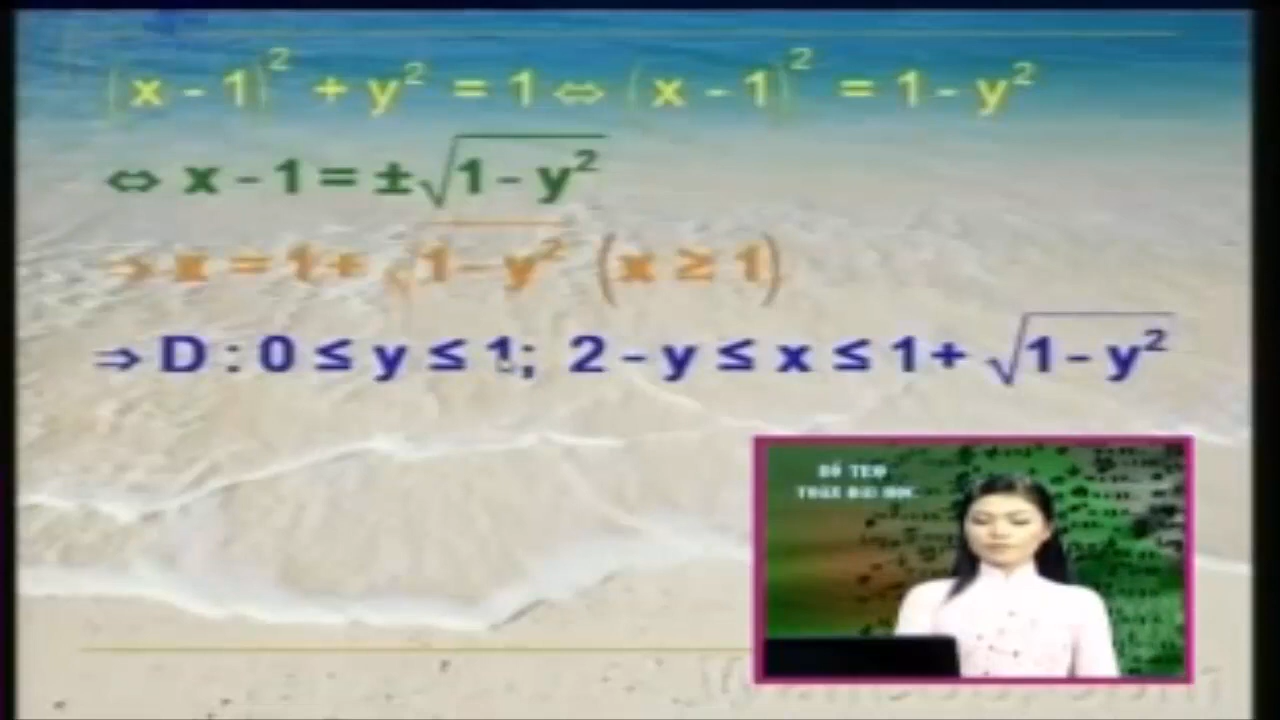 (x - 1)² + y² = 1 ⇔ (x - 1)² = 1 - y²
⇔ x - 1 = ±√(1 - y²)
⇒ x = 1 + √(1 - y²) (x ≥ 1)
⇒ D : 0 ≤ y ≤ 1; 2 - y ≤ x ≤ 1 + √(1 - y²)